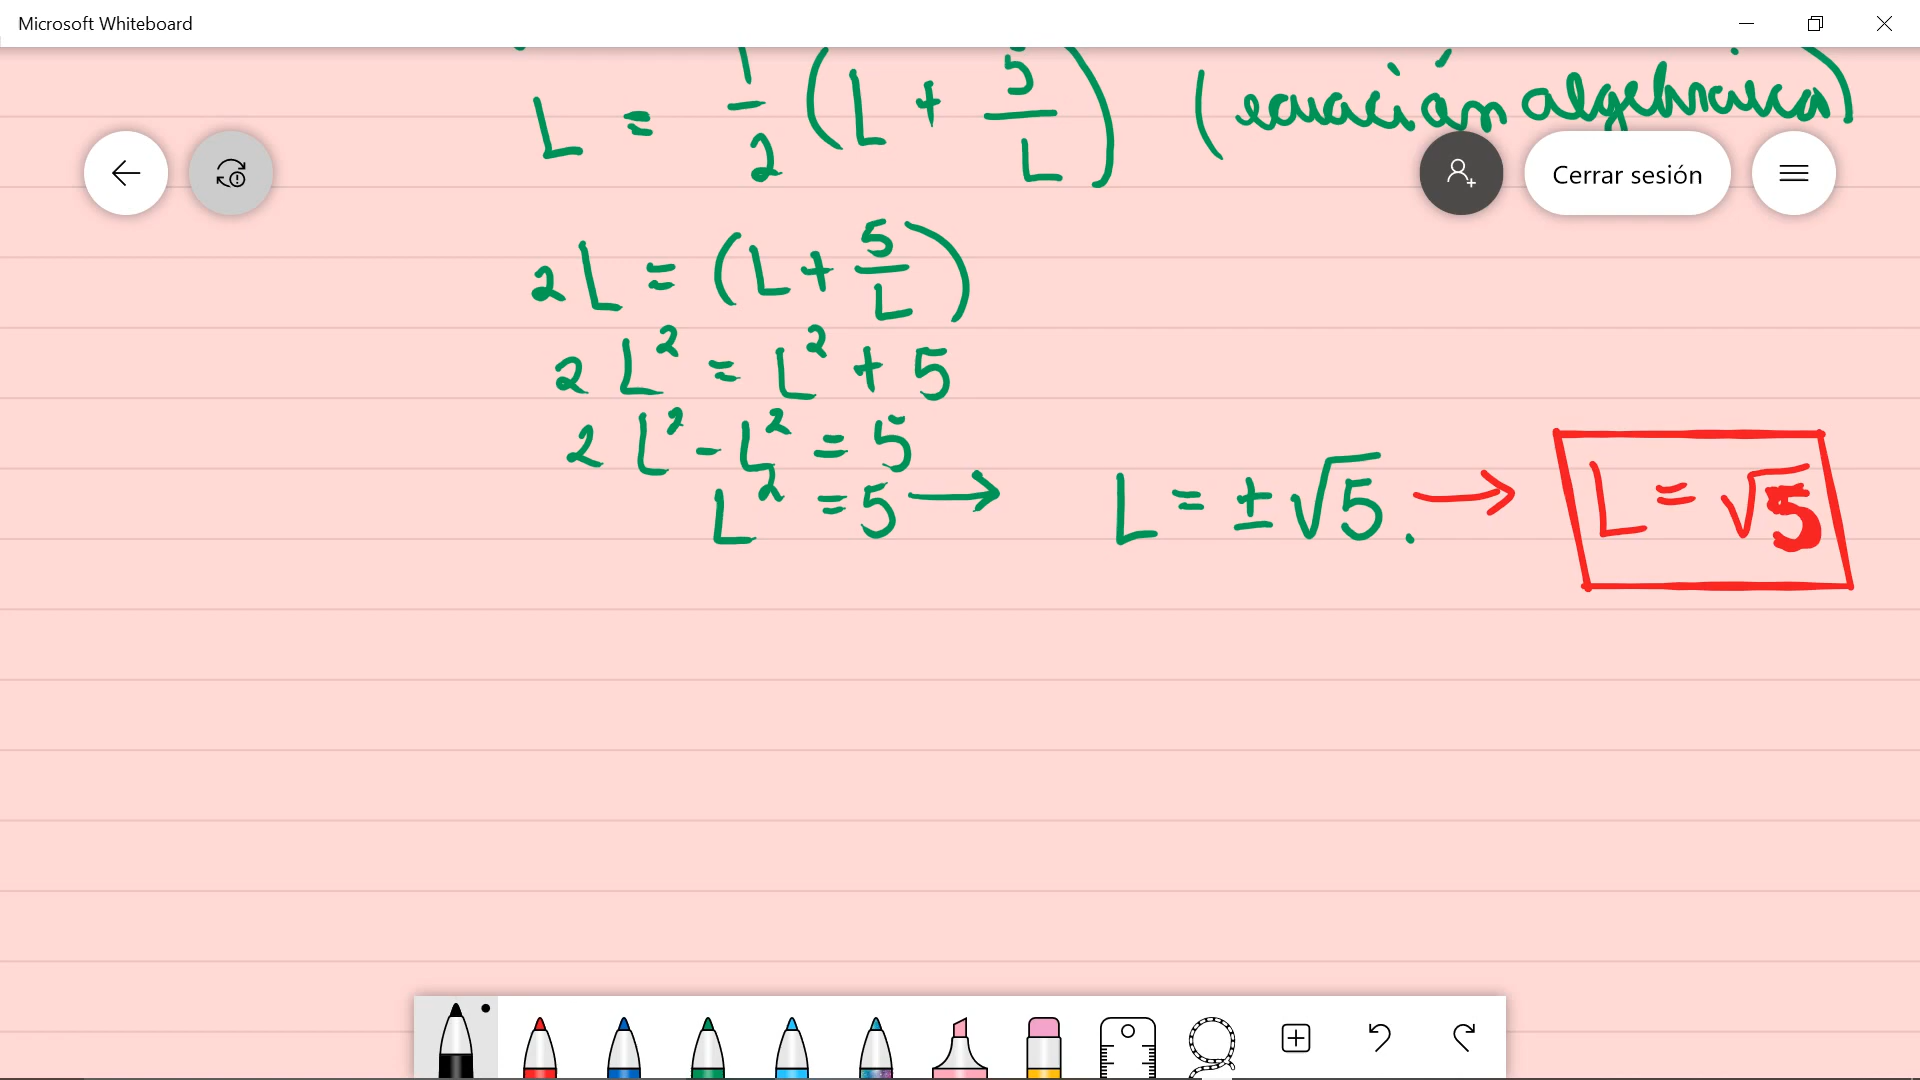 Microsoft Whiteboard
L = 1/2 (L + 5/L) (ecuación algebraica)
Cerrar sesión
2L = (L + 5/L)
2L² = L² + 5
2L² - L² = 5
L² = 5 → L = ±√5. → L = √5